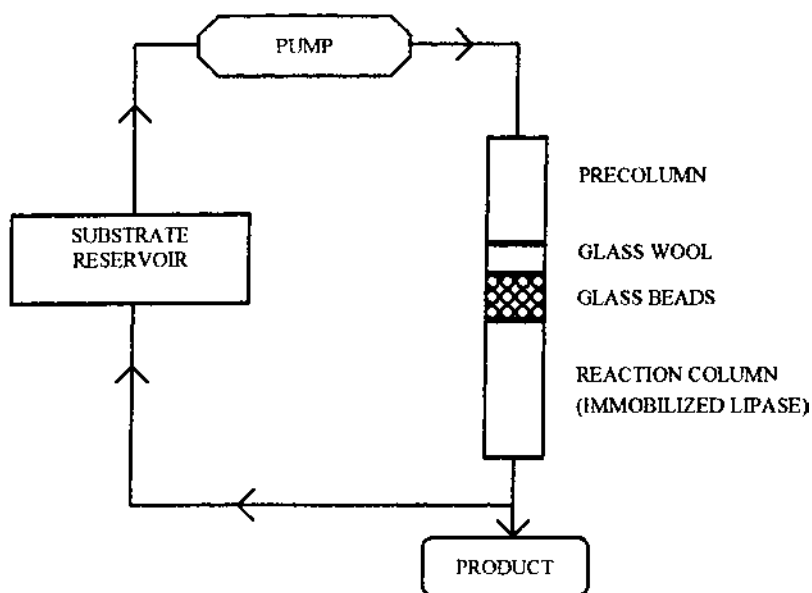 PUMP
PRECOLUMN
SUBSTRATE
RESERVOIR
GLASS WOOL
GLASS BEADS
REACTION COLUMN
(IMMOBILIZED LIPASE)
PRODUCT